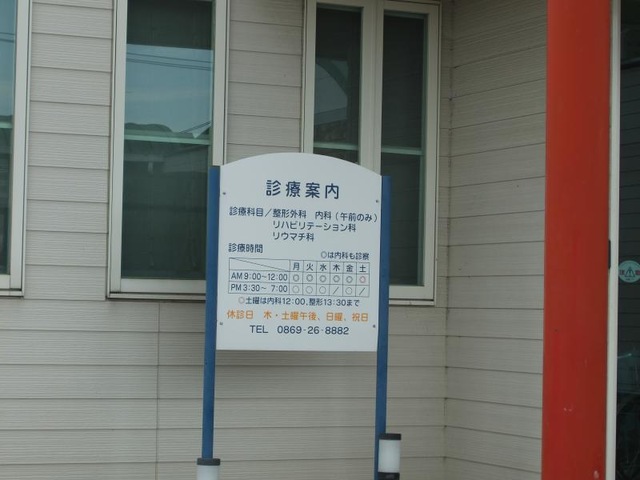 診療案内
診療科目／整形外科 内科（午前のみ）
リハビリテーション科
リウマチ科
診療時間 ◎は内科も診察
月 火 水 木 金 土
AM 9:00〜12:00 ◎ ◎ ◎ ◎ ◎ ◎
PM 3:30〜 7:00 ○ ○ ○ ／ ○ ／
◎土曜は内科12:00、整形13:30まで
休診日 木・土曜午後、日曜、祝日
TEL 0869-26-8882